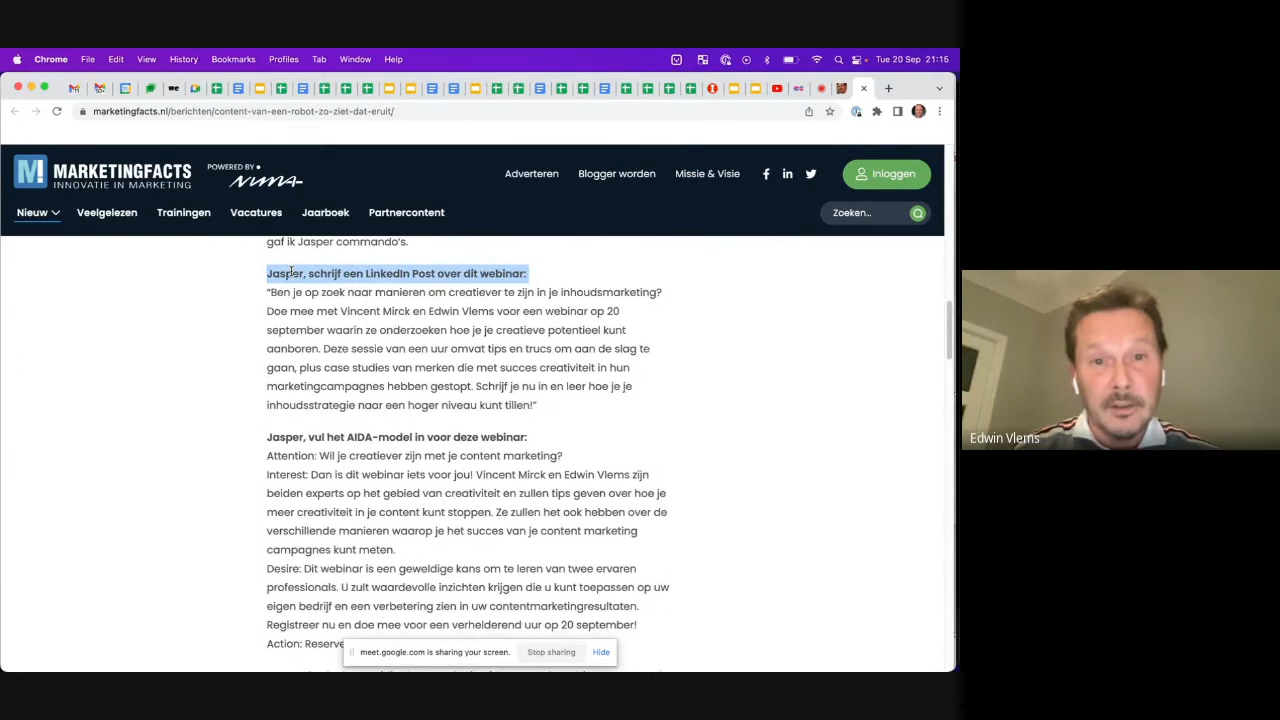 Chrome File Edit View History Bookmarks Profiles Tab Window Help
Tue 20 Sep 21:15
marketingfacts.nl/berichten/content-van-een-robot-zo-ziet-dat-eruit/
M! MARKETINGFACTS
INNOVATIE IN MARKETING
POWERED BY
NIMA
Adverteren Blogger worden Missie & Visie
Inloggen
Nieuw Veelgelezen Trainingen Vacatures Jaarboek Partnercontent
Zoeken...
gaf ik Jasper commando’s.
Jasper, schrijf een LinkedIn Post over dit webinar:
“Ben je op zoek naar manieren om creatiever te zijn in je inhoudsmarketing?
Doe mee met Vincent Mirck en Edwin Vlems voor een webinar op 20
september waarin ze onderzoeken hoe je je creatieve potentieel kunt
aanboren. Deze sessie van een uur omvat tips en trucs om aan de slag te
gaan, plus case studies van merken die met succes creativiteit in hun
marketingcampagnes hebben gestopt. Schrijf je nu in en leer hoe je je
inhoudsstrategie naar een hoger niveau kunt tillen!”
Jasper, vul het AIDA-model in voor deze webinar:
Attention: Wil je creatiever zijn met je content marketing?
Interest: Dan is dit webinar iets voor jou! Vincent Mirck en Edwin Vlems zijn
beiden experts op het gebied van creativiteit en zullen tips geven over hoe je
meer creativiteit in je content kunt stoppen. Ze zullen het ook hebben over de
verschillende manieren waarop je het succes van je content marketing
campagnes kunt meten.
Desire: Dit webinar is een geweldige kans om te leren van twee ervaren
professionals. U zult waardevolle inzichten krijgen die u kunt toepassen op uw
eigen bedrijf en een verbetering zien in uw contentmarketingresultaten.
Registreer nu en doe mee voor een verhelderend uur op 20 september!
Action: Reserve
meet.google.com is sharing your screen. Stop sharing Hide
Edwin Vlems